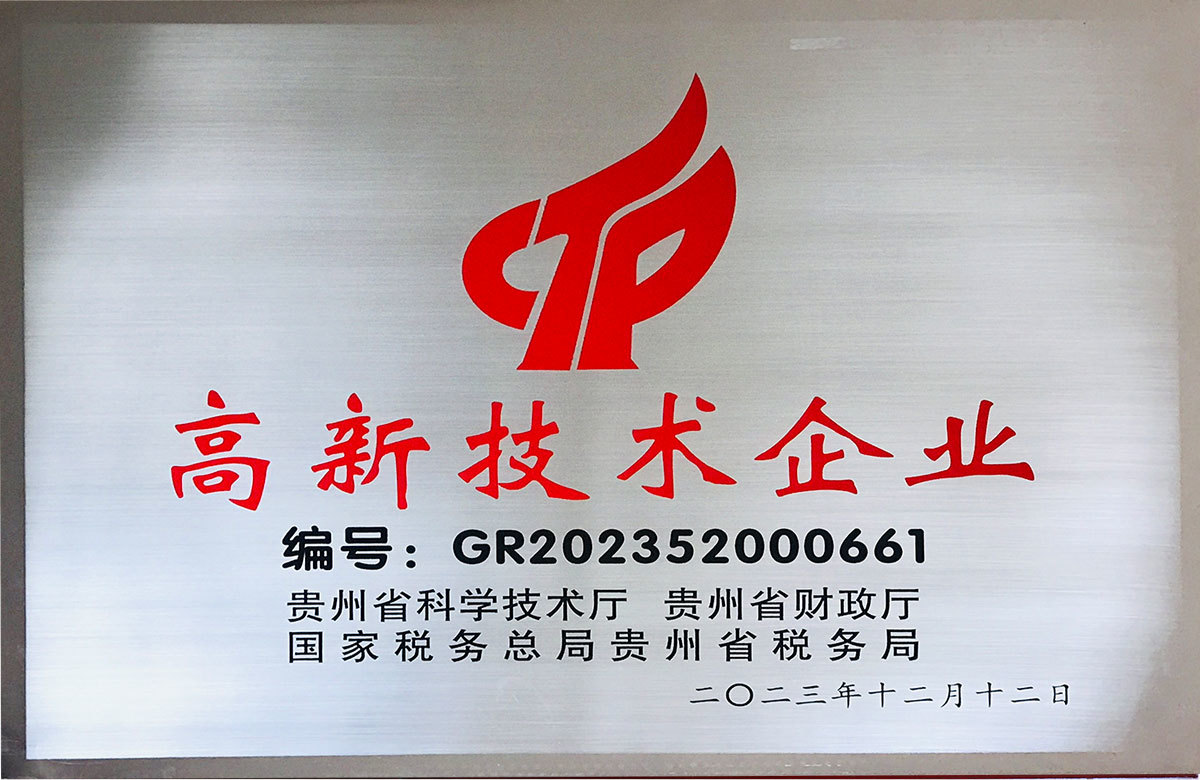 高新技术企业
编号：GR202352000661
贵州省科学技术厅 贵州省财政厅
国家税务总局贵州省税务局
二〇二三年十二月十二日